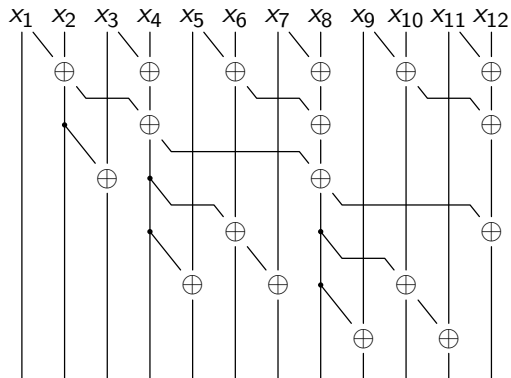 x₁ x₂ x₃ x₄ x₅ x₆ x₇ x₈ x₉ x₁₀ x₁₁ x₁₂